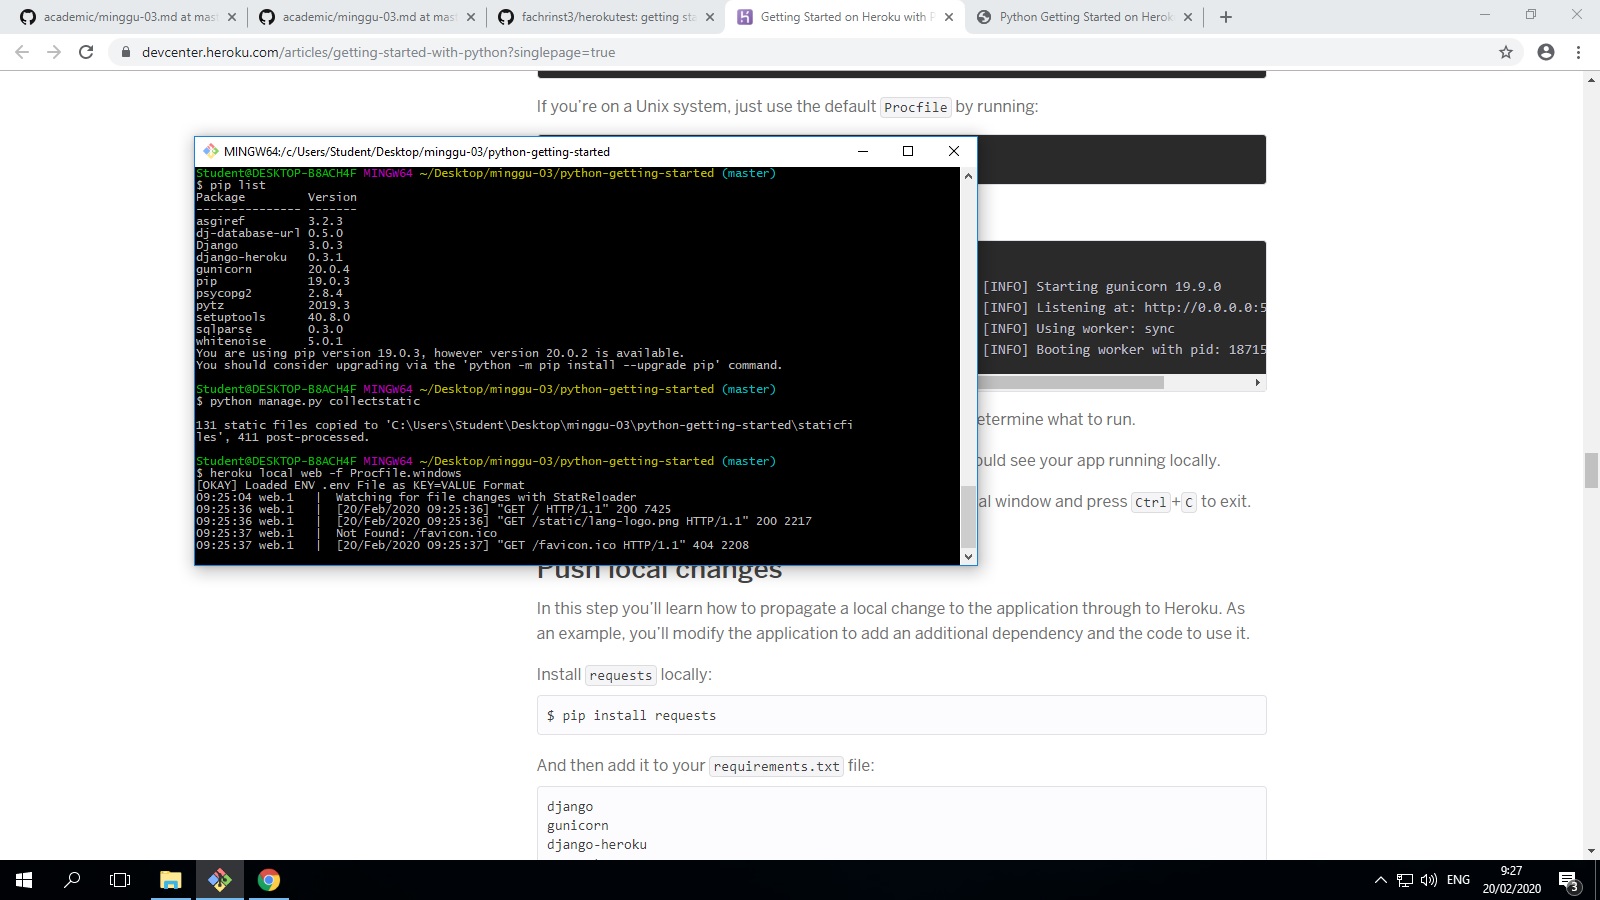 academic/minggu-03.md at mast
academic/minggu-03.md at mast
fachrinst3/herokutest: getting sta
Getting Started on Heroku with P
Python Getting Started on Herok
devcenter.heroku.com/articles/getting-started-with-python?singlepage=true
If you're on a Unix system, just use the default Procfile by running:
MINGW64:/c/Users/Student/Desktop/minggu-03/python-getting-started
Student@DESKTOP-B8ACH4F MINGW64 ~/Desktop/minggu-03/python-getting-started (master)
$ pip list
Package Version
--------------- -------
asgiref 3.2.3
dj-database-url 0.5.0
Django 3.0.3
django-heroku 0.3.1
gunicorn 20.0.4
pip 19.0.3
psycopg2 2.8.4
pytz 2019.3
setuptools 40.8.0
sqlparse 0.3.0
whitenoise 5.0.1
You are using pip version 19.0.3, however version 20.0.2 is available.
You should consider upgrading via the 'python -m pip install --upgrade pip' command.
Student@DESKTOP-B8ACH4F MINGW64 ~/Desktop/minggu-03/python-getting-started (master)
$ python manage.py collectstatic
131 static files copied to 'C:\Users\Student\Desktop\minggu-03\python-getting-started\staticfi
les', 411 post-processed.
Student@DESKTOP-B8ACH4F MINGW64 ~/Desktop/minggu-03/python-getting-started (master)
$ heroku local web -f Procfile.windows
[OKAY] Loaded ENV .env File as KEY=VALUE Format
09:25:04 web.1 | Watching for file changes with StatReloader
09:25:36 web.1 | [20/Feb/2020 09:25:36] "GET / HTTP/1.1" 200 7425
09:25:36 web.1 | [20/Feb/2020 09:25:36] "GET /static/lang-logo.png HTTP/1.1" 200 2217
09:25:37 web.1 | Not Found: /favicon.ico
09:25:37 web.1 | [20/Feb/2020 09:25:37] "GET /favicon.ico HTTP/1.1" 404 2208
[INFO] Starting gunicorn 19.9.0
[INFO] Listening at: http://0.0.0.0:5
[INFO] Using worker: sync
[INFO] Booting worker with pid: 18715
etermine what to run.
ould see your app running locally.
al window and press Ctrl+C to exit.
Push local changes
In this step you'll learn how to propagate a local change to the application through to Heroku. As
an example, you'll modify the application to add an additional dependency and the code to use it.
Install requests locally:
$ pip install requests
And then add it to your requirements.txt file:
django
gunicorn
django-heroku
ENG
9:27
20/02/2020
3